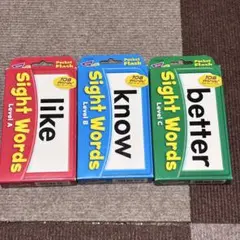 Pocket
Flash
Sight Words
Level A
like
Pocket
Flash
Sight Words
Level B
know
Pocket
Flash
Sight Words
Level C
better